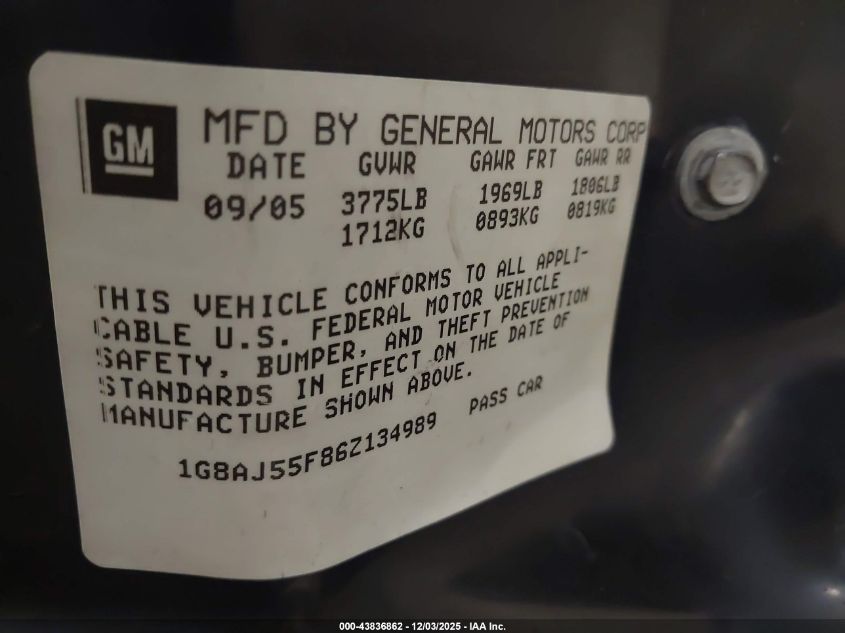 GM
MFD BY GENERAL MOTORS CORP
DATE GVWR GAWR FRT GAWR RR
09/05 3775LB 1969LB 1806LB
1712KG 0893KG 0819KG
THIS VEHICLE CONFORMS TO ALL APPLI-
CABLE U.S. FEDERAL MOTOR VEHICLE
SAFETY, BUMPER, AND THEFT PREVENTION
STANDARDS IN EFFECT ON THE DATE OF
MANUFACTURE SHOWN ABOVE.
1G8AJ55F86Z134989 PASS CAR
000-43836862 - 12/03/2025 - IAA Inc.